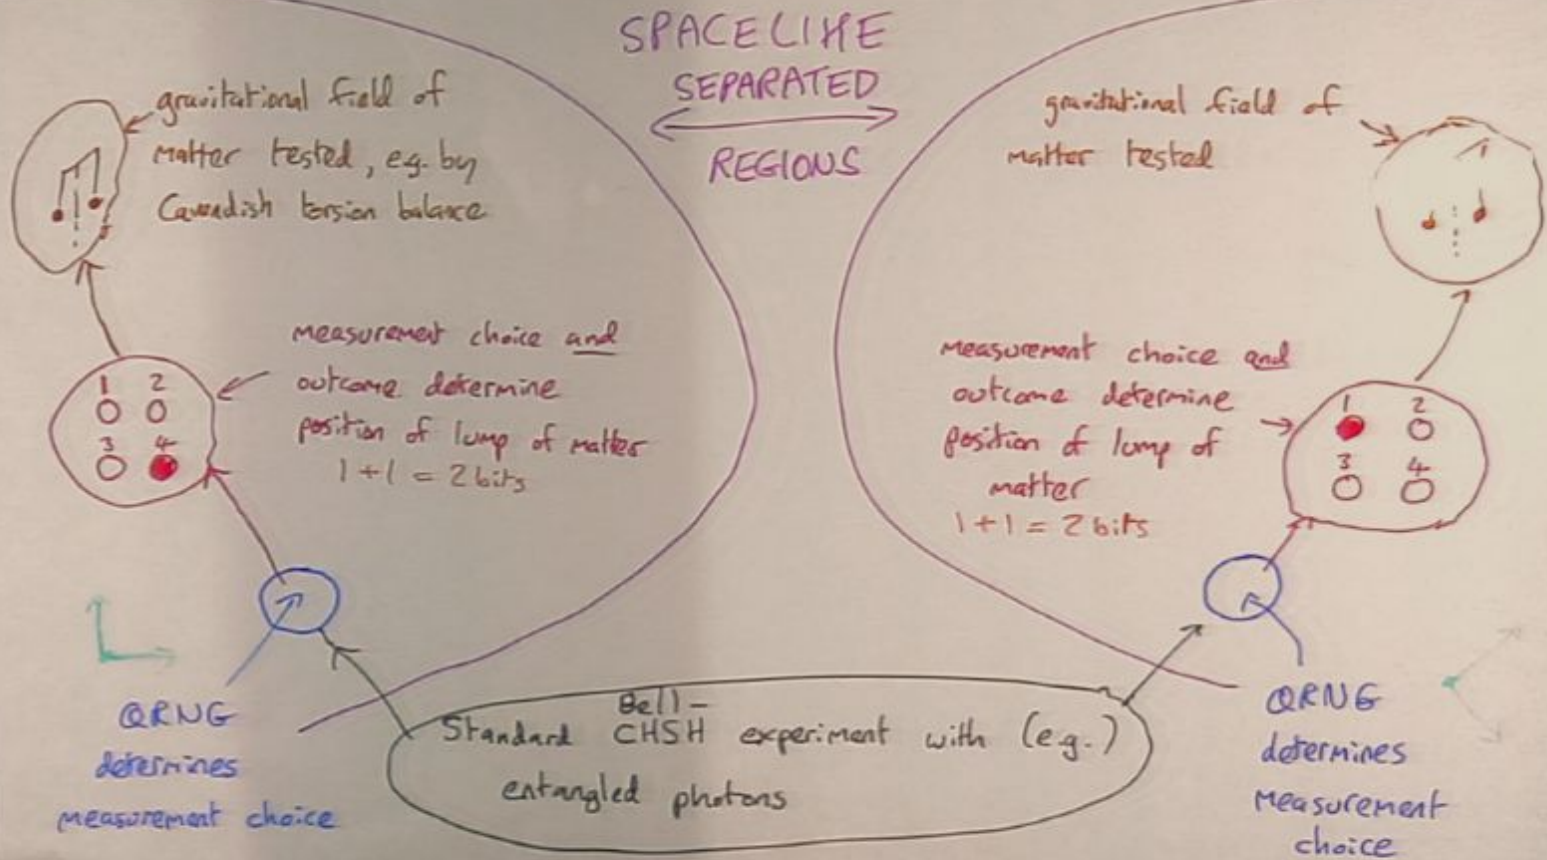 SPACELIKE
SEPARATED
REGIONS
gravitational field of
matter tested, e.g. by
Cavendish torsion balance
gravitational field of
matter tested
measurement choice and
outcome determine
position of lump of matter
1 + 1 = 2 bits
1 2
3 4
measurement choice and
outcome determine
position of lump of
matter
1 + 1 = 2 bits
1 2
3 4
QRNG
determines
measurement choice
Bell-
Standard CHSH experiment with (e.g.)
entangled photons
QRNG
determines
measurement
choice